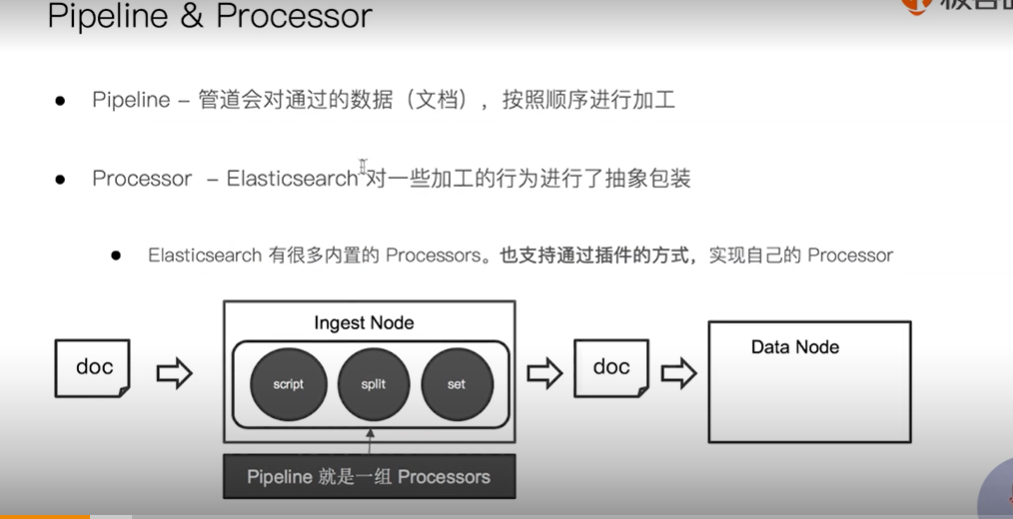 Pipeline & Processor
Pipeline – 管道会对通过的数据（文档），按照顺序进行加工
Processor – Elasticsearch 对一些加工的行为进行了抽象包装
Elasticsearch 有很多内置的 Processors。也支持通过插件的方式，实现自己的 Processor
Ingest Node
Data Node
doc
script
split
set
doc
Pipeline 就是一组 Processors